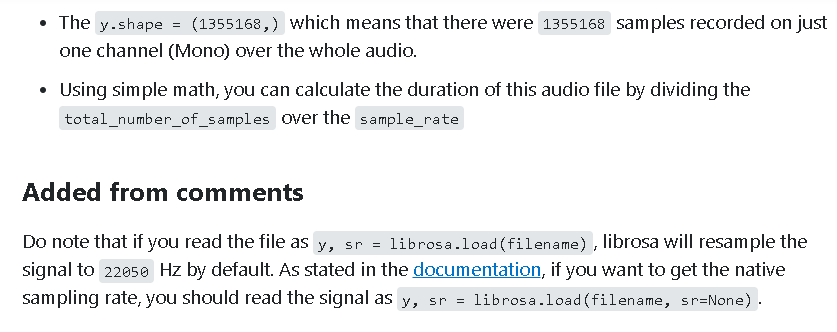 • The y.shape = (1355168,) which means that there were 1355168 samples recorded on just
one channel (Mono) over the whole audio.
• Using simple math, you can calculate the duration of this audio file by dividing the
total_number_of_samples over the sample_rate
Added from comments
Do note that if you read the file as y, sr = librosa.load(filename), librosa will resample the
signal to 22050 Hz by default. As stated in the documentation, if you want to get the native
sampling rate, you should read the signal as y, sr = librosa.load(filename, sr=None).